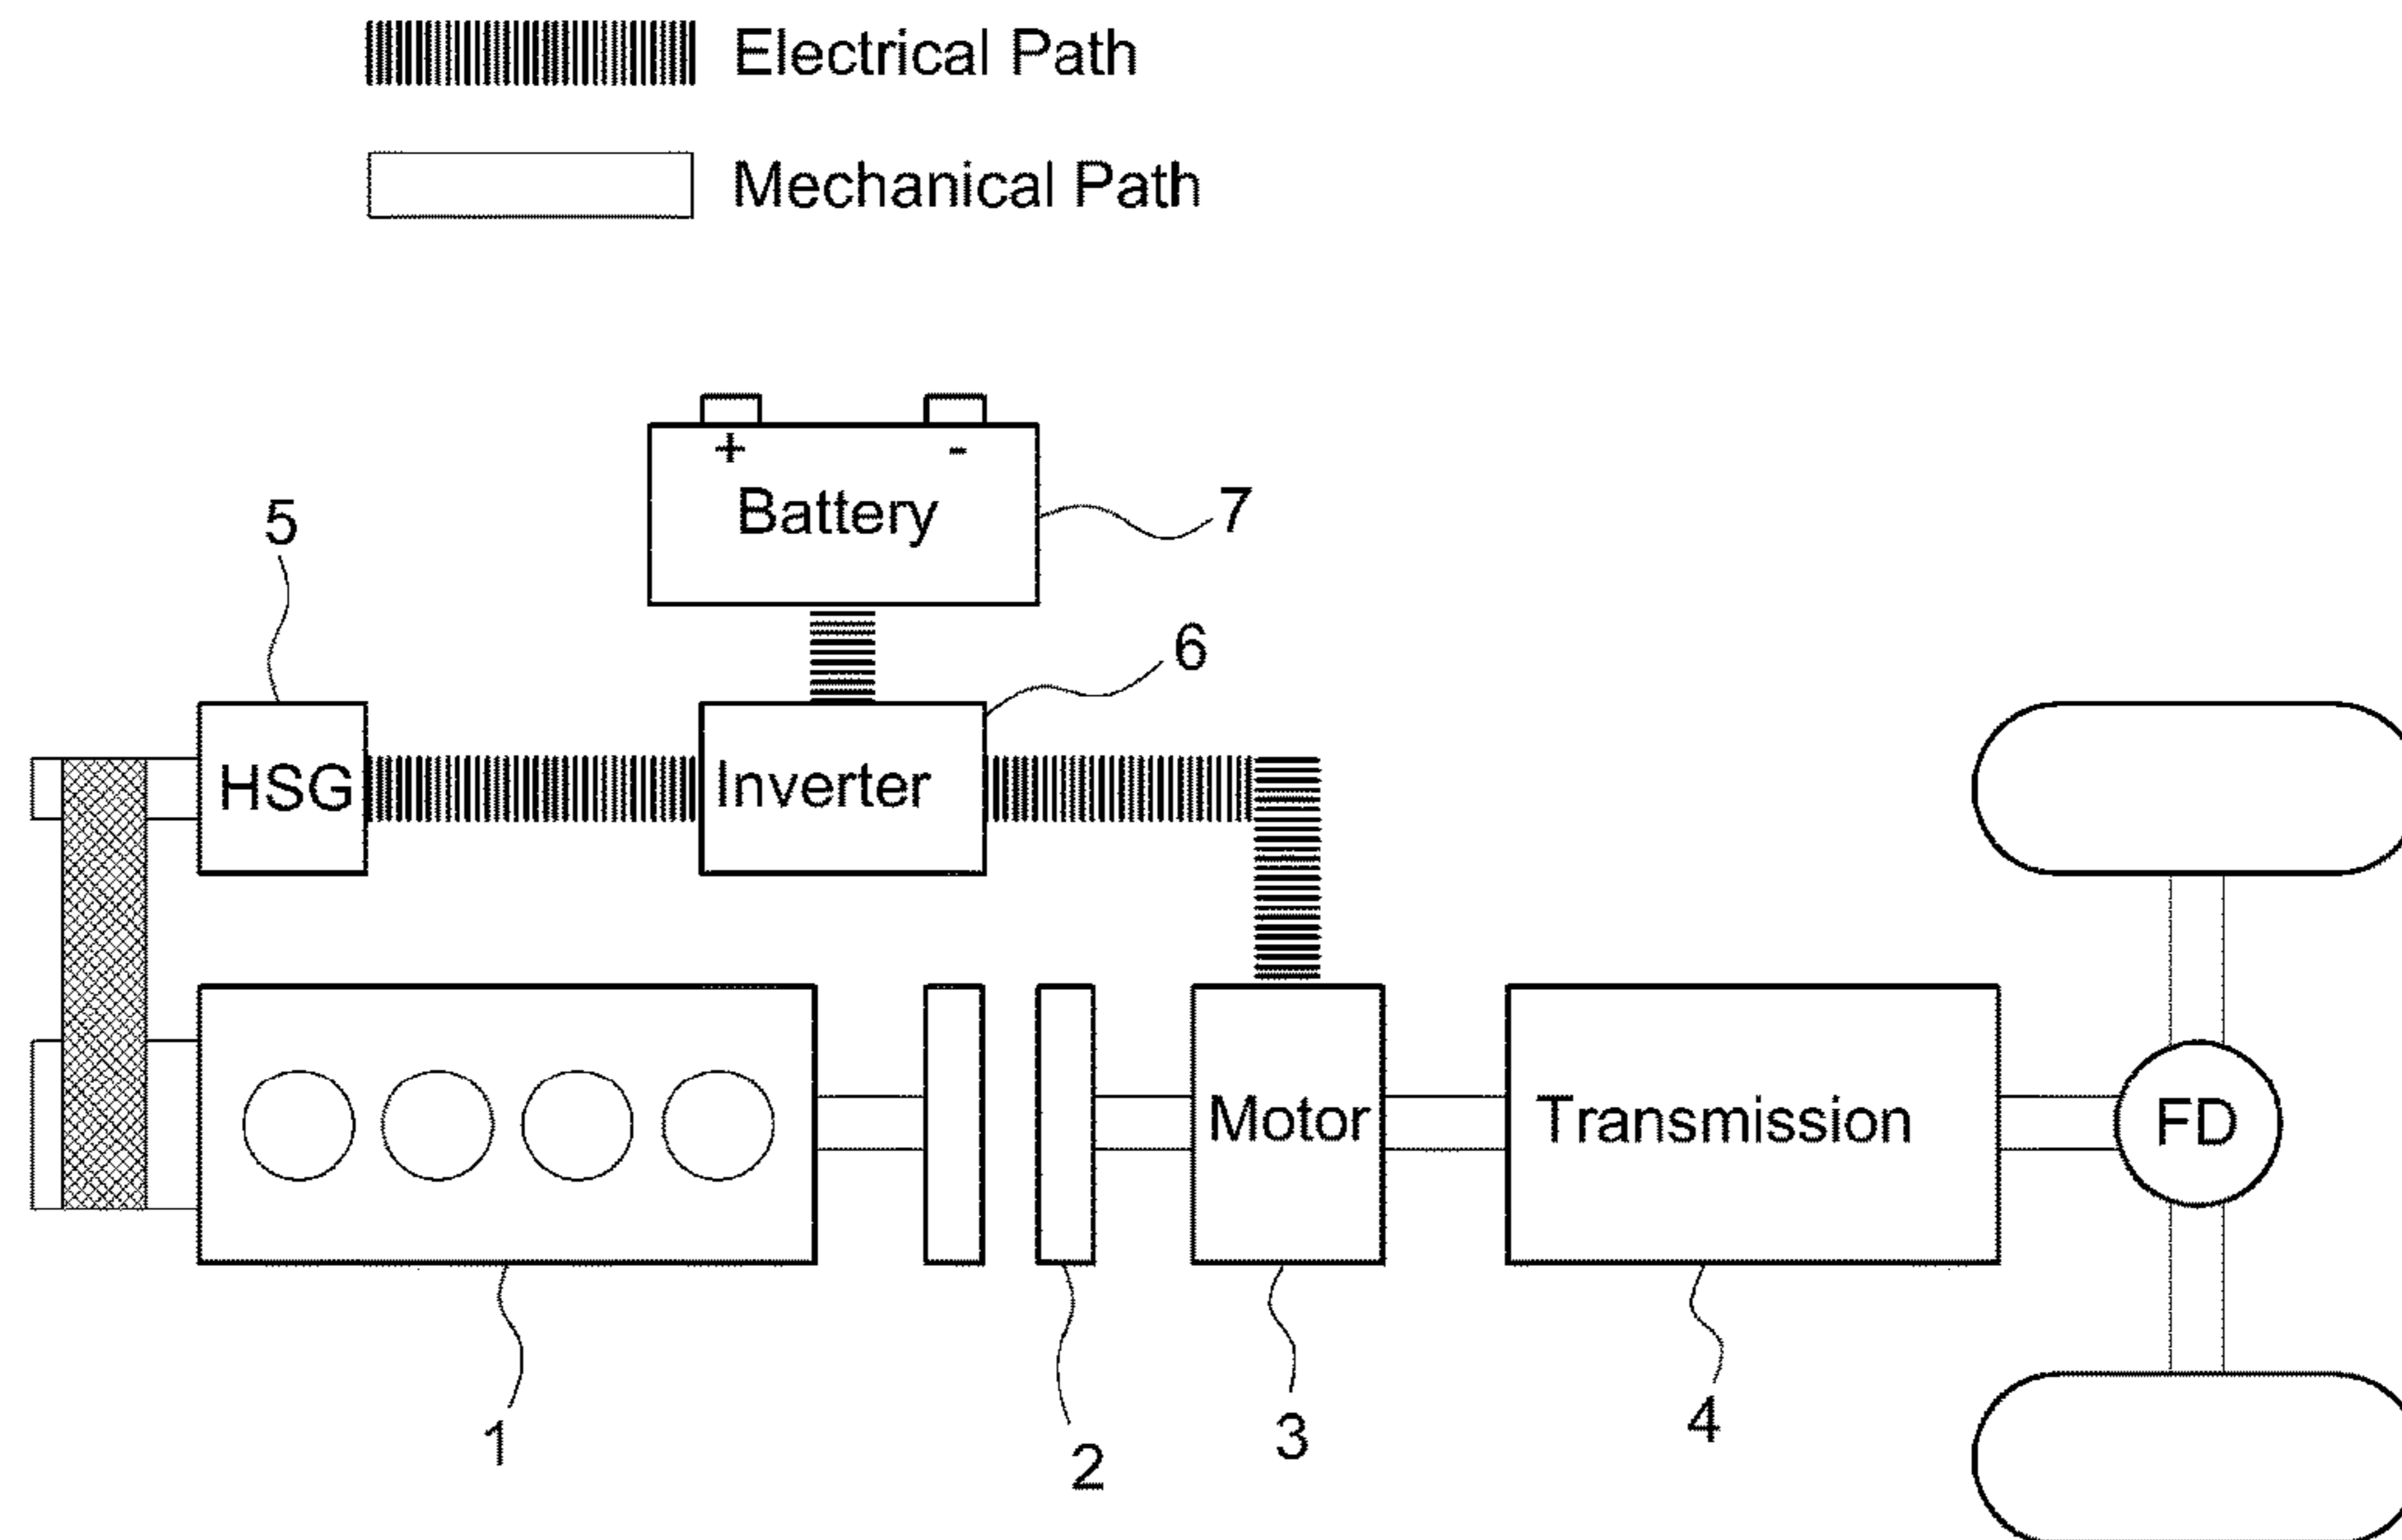 Electrical Path
Mechanical Path
+ -
Battery
7
5
6
HSG
Inverter
Motor
Transmission
FD
1
2
3
4